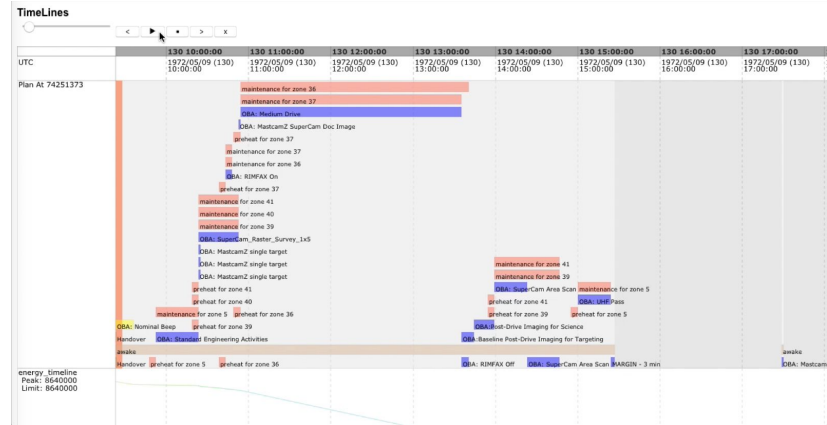 TimeLines
< ▶ ● > x
130 10:00:00 130 11:00:00 130 12:00:00 130 13:00:00 130 14:00:00 130 15:00:00 130 16:00:00 130 17:00:00
UTC 1972/05/09 (130) 1972/05/09 (130) 1972/05/09 (130) 1972/05/09 (130) 1972/05/09 (130) 1972/05/09 (130) 1972/05/09 (130) 1972/05/09 (130)
10:00:00 11:00:00 12:00:00 13:00:00 14:00:00 15:00:00 16:00:00 17:00:00
Plan At 74251373
maintenance for zone 36
maintenance for zone 37
OBA: Medium Drive
OBA: MastcamZ SuperCam Doc Image
preheat for zone 37
maintenance for zone 37
maintenance for zone 36
OBA: RIMFAX On
preheat for zone 37
maintenance for zone 41
maintenance for zone 40
maintenance for zone 39
OBA: SuperCam_Raster_Survey_1x5
OBA: MastcamZ single target
OBA: MastcamZ single target maintenance for zone 41
OBA: MastcamZ single target maintenance for zone 39
preheat for zone 41 OBA: SuperCam Area Scan maintenance for zone 5
preheat for zone 40 preheat for zone 41 OBA: UHF Pass
maintenance for zone 5 preheat for zone 36 preheat for zone 39 preheat for zone 5
OBA: Nominal Beep preheat for zone 39 OBA:Post-Drive Imaging for Science
Handover OBA: Standard Engineering Activities OBA:Baseline Post-Drive Imaging for Targeting
awake awake
Handover preheat for zone 5 preheat for zone 36 OBA: RIMFAX Off OBA: SuperCam Area Scan MARGIN - 3 min OBA: Mastcam
energy_timeline
Peak: 8640000
Limit: 8640000